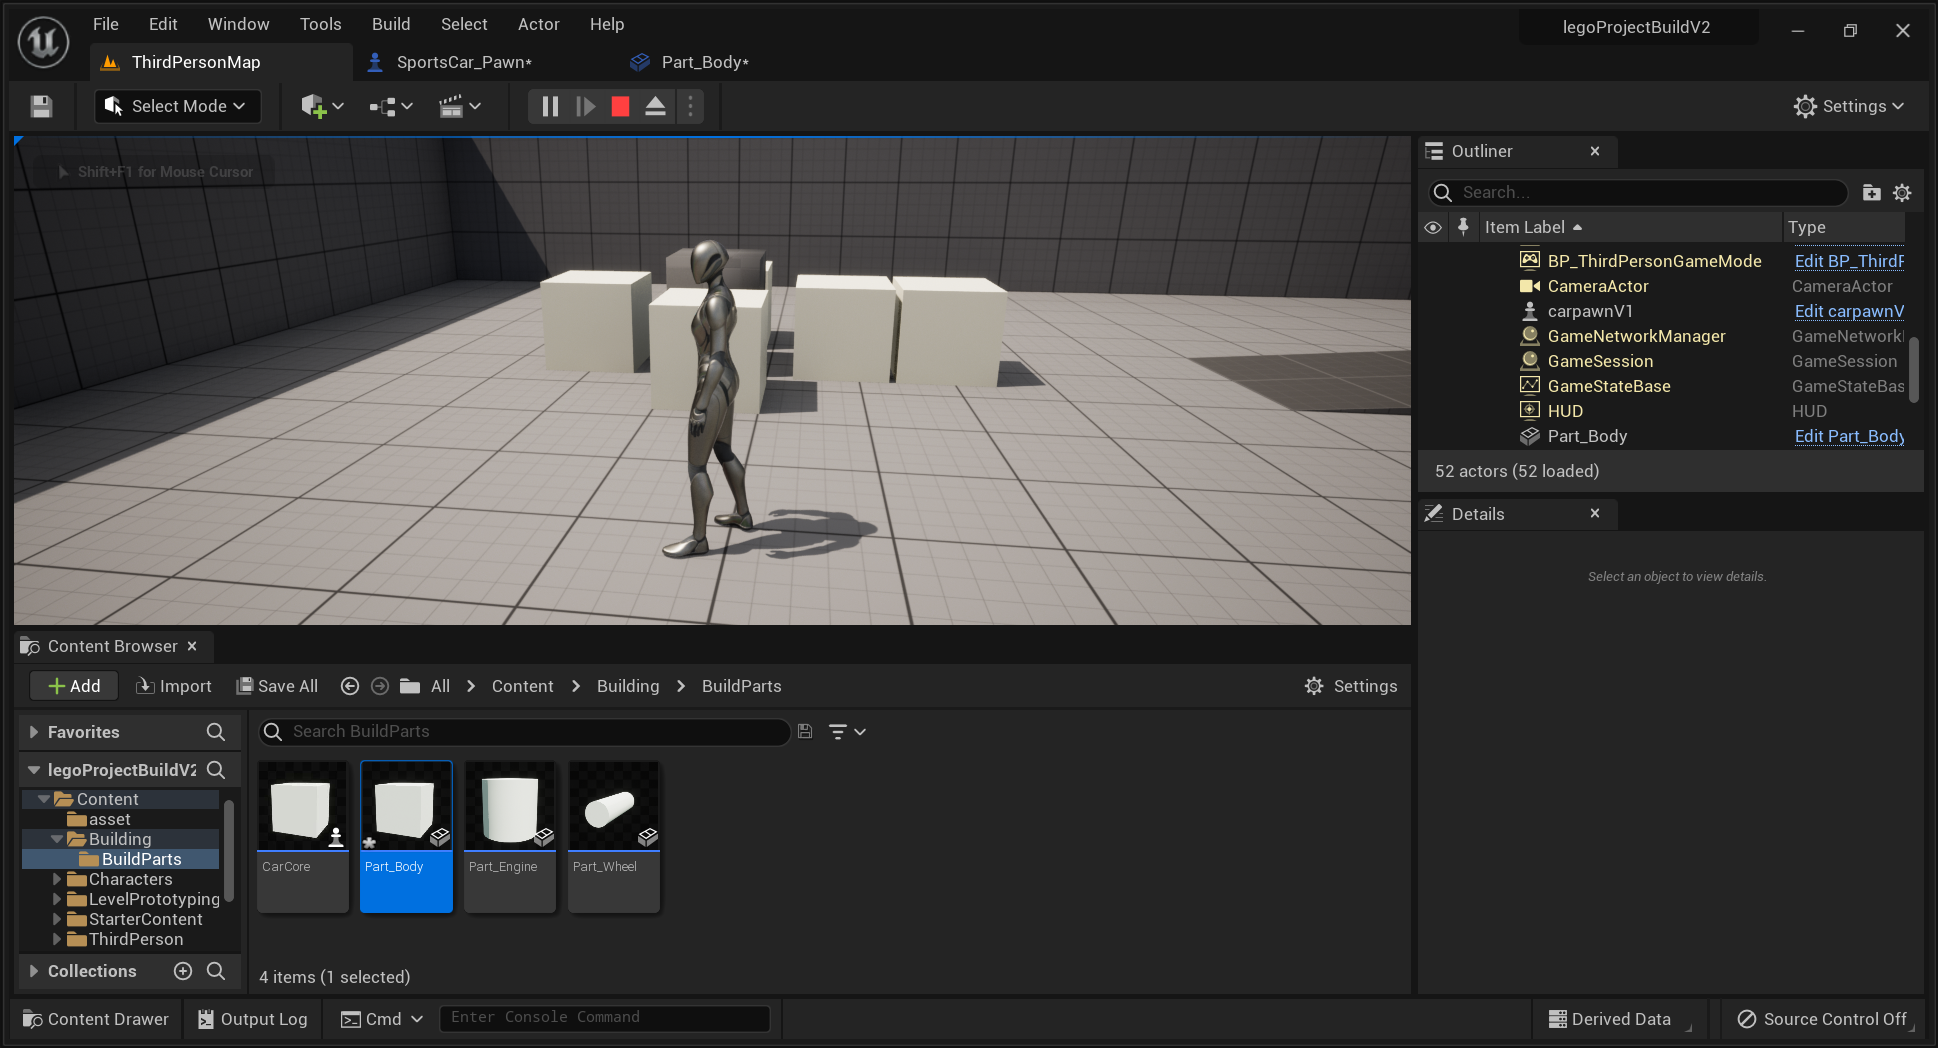 File Edit Window Tools Build Select Actor Help
legoProjectBuildV2
ThirdPersonMap
SportsCar_Pawn*
Part_Body*
Select Mode
Settings
Shift+F1 for Mouse Cursor
Outliner
Search...
Item Label
Type
BP_ThirdPersonGameMode Edit BP_ThirdP
CameraActor CameraActor
carpawnV1 Edit carpawnV
GameNetworkManager GameNetworkI
GameSession GameSession
GameStateBase GameStateBas
HUD HUD
Part_Body Edit Part_Body
52 actors (52 loaded)
Details
Select an object to view details.
Content Browser
Add Import Save All All Content Building BuildParts
Settings
Favorites
Search BuildParts
legoProjectBuildV2
Content
asset
Building
BuildParts
Characters
LevelPrototyping
StarterContent
ThirdPerson
Collections
CarCore
Part_Body
Part_Engine
Part_Wheel
4 items (1 selected)
Content Drawer
Output Log
Cmd
Enter Console Command
Derived Data
Source Control Off